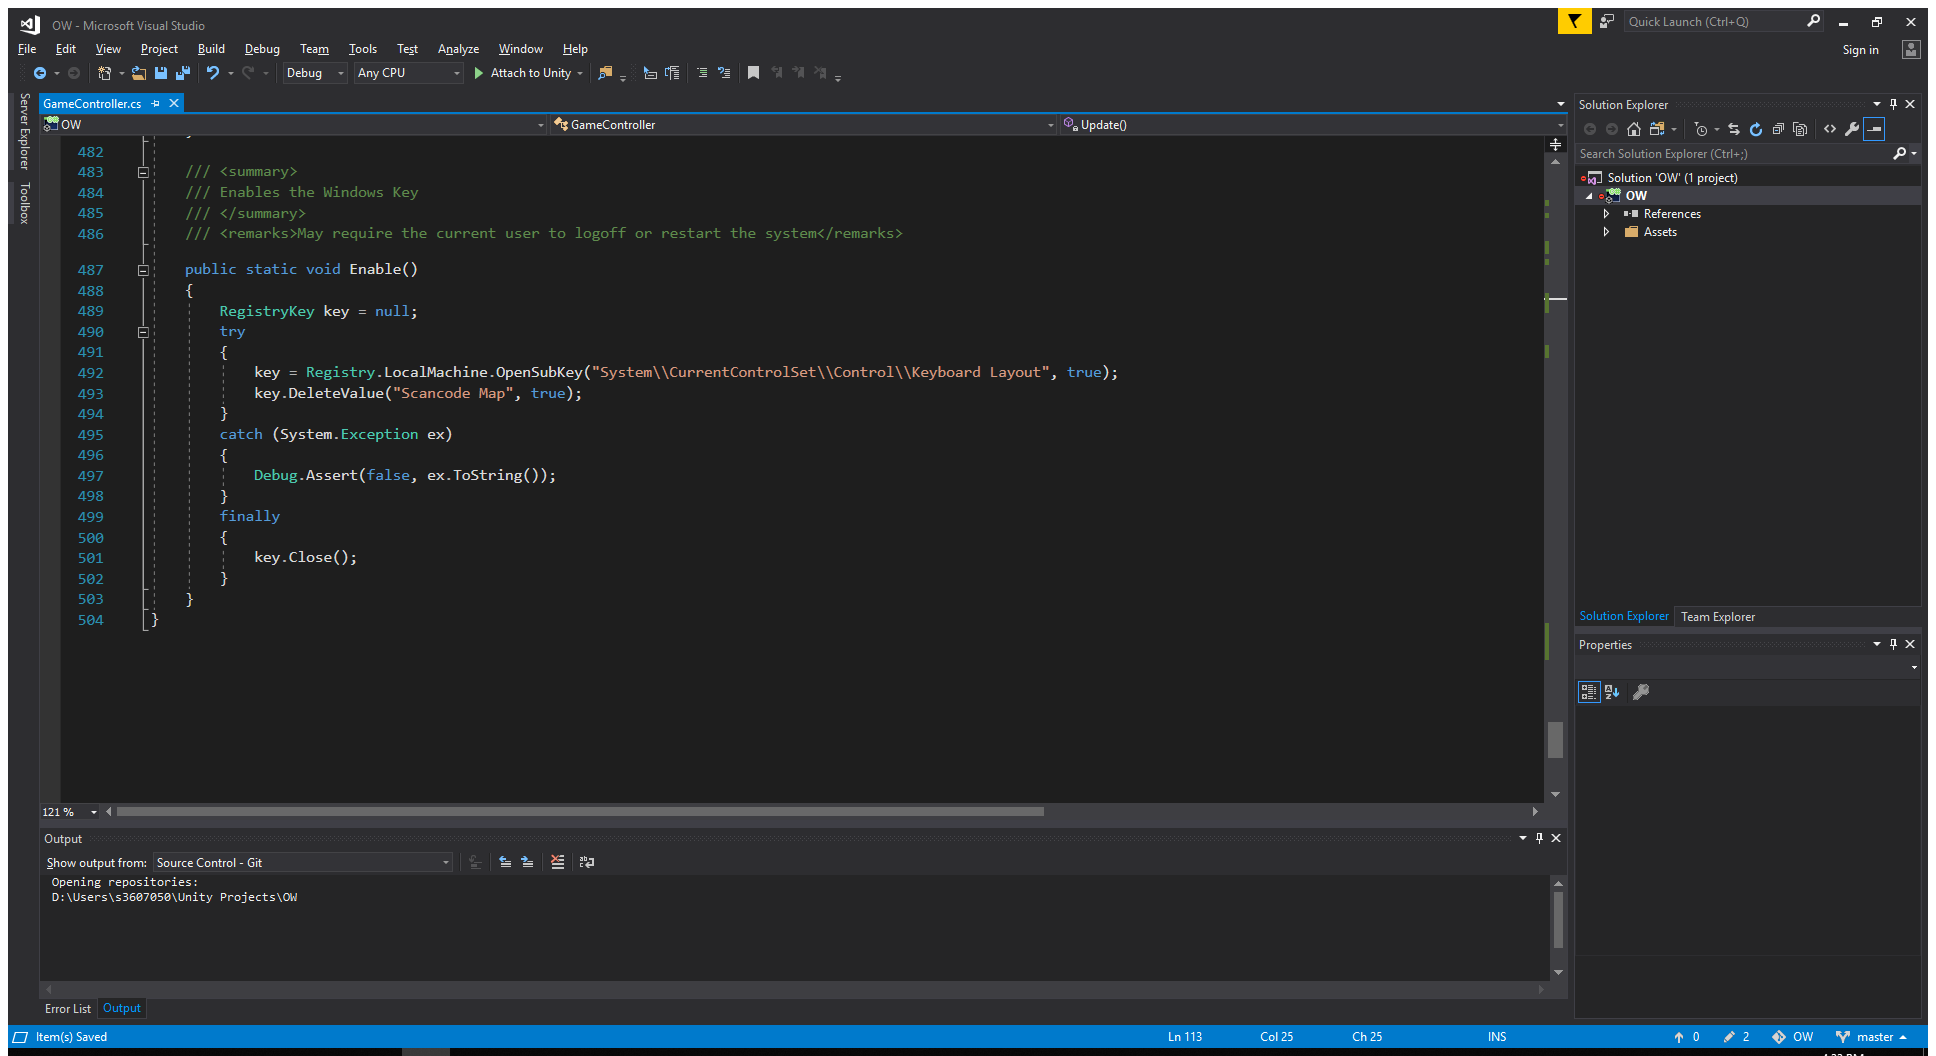 OW - Microsoft Visual Studio
Quick Launch (Ctrl+Q)
File Edit View Project Build Debug Team Tools Test Analyze Window Help
Sign in
Debug Any CPU Attach to Unity
Server Explorer
Toolbox
GameController.cs
OW GameController Update()
482
483 /// <summary>
484 /// Enables the Windows Key
485 /// </summary>
486 /// <remarks>May require the current user to logoff or restart the system</remarks>
487 public static void Enable()
488 {
489 RegistryKey key = null;
490 try
491 {
492 key = Registry.LocalMachine.OpenSubKey("System\\CurrentControlSet\\Control\\Keyboard Layout", true);
493 key.DeleteValue("Scancode Map", true);
494 }
495 catch (System.Exception ex)
496 {
497 Debug.Assert(false, ex.ToString());
498 }
499 finally
500 {
501 key.Close();
502 }
503 }
504 }
121 %
Output
Show output from: Source Control - Git
Opening repositories:
D:\Users\s3607050\Unity Projects\OW
Error List Output
Solution Explorer
Search Solution Explorer (Ctrl+;)
Solution 'OW' (1 project)
OW
References
Assets
Solution Explorer Team Explorer
Properties
Item(s) Saved Ln 113 Col 25 Ch 25 INS 0 2 OW master